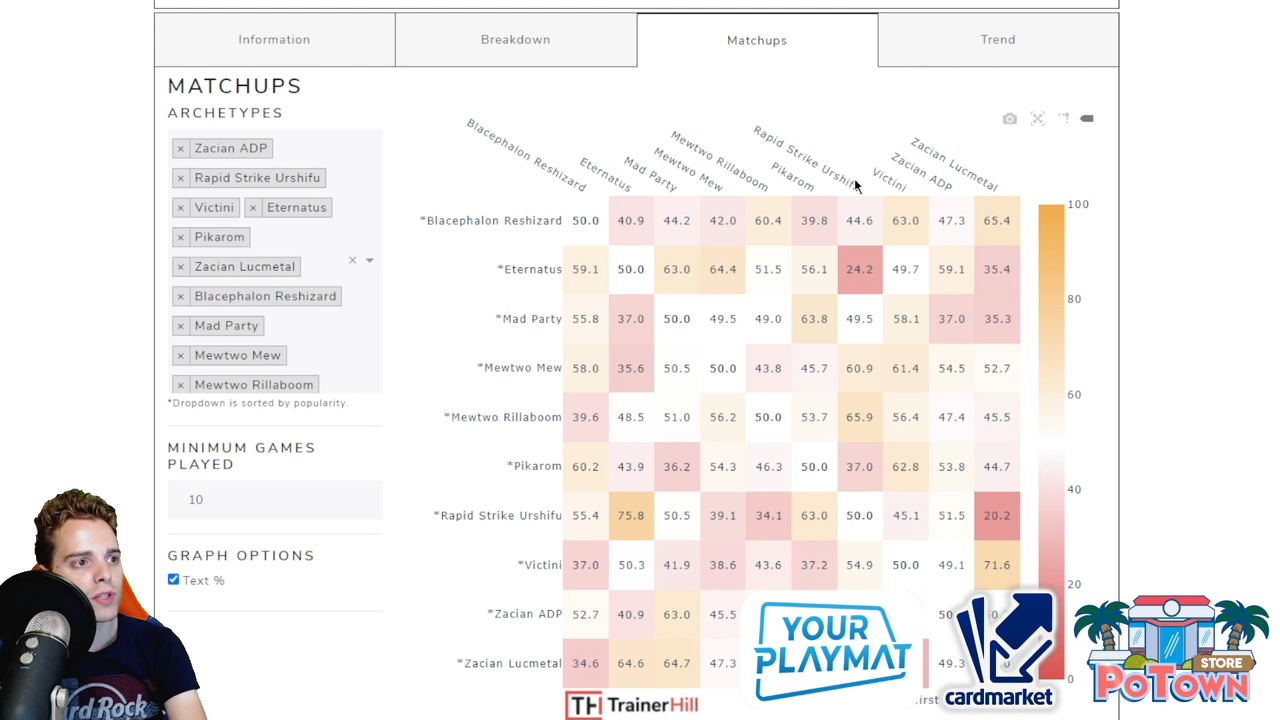 Information Breakdown Matchups Trend
MATCHUPS
ARCHETYPES
× Zacian ADP
× Rapid Strike Urshifu
× Victini × Eternatus
× Pikarom
× Zacian Lucmetal
× Blacephalon Reshizard
× Mad Party
× Mewtwo Mew
× Mewtwo Rillaboom
*Dropdown is sorted by popularity.
MINIMUM GAMES
PLAYED
10
GRAPH OPTIONS
Text %
Blacephalon Reshizard
Eternatus
Mad Party
Mewtwo Mew
Mewtwo Rillaboom
Pikarom
Rapid Strike Urshifu
Victini
Zacian ADP
Zacian Lucmetal
*Blacephalon Reshizard 50.0 40.9 44.2 42.0 60.4 39.8 44.6 63.0 47.3 65.4
*Eternatus 59.1 50.0 63.0 64.4 51.5 56.1 24.2 49.7 59.1 35.4
*Mad Party 55.8 37.0 50.0 49.5 49.0 63.8 49.5 58.1 37.0 35.3
*Mewtwo Mew 58.0 35.6 50.5 50.0 43.8 45.7 60.9 61.4 54.5 52.7
*Mewtwo Rillaboom 39.6 48.5 51.0 56.2 50.0 53.7 65.9 56.4 47.4 45.5
*Pikarom 60.2 43.9 36.2 54.3 46.3 50.0 37.0 62.8 53.8 44.7
*Rapid Strike Urshifu 55.4 75.8 50.5 39.1 34.1 63.0 50.0 45.1 51.5 20.2
*Victini 37.0 50.3 41.9 38.6 43.6 37.2 54.9 50.0 49.1 71.6
*Zacian ADP 52.7 40.9 63.0 45.5
*Zacian Lucmetal 34.6 64.6 64.7 47.3 49.3
100
80
60
40
20
0
TH TrainerHill
YOUR
PLAYMAT
cardmarket
STORE
POTOWN